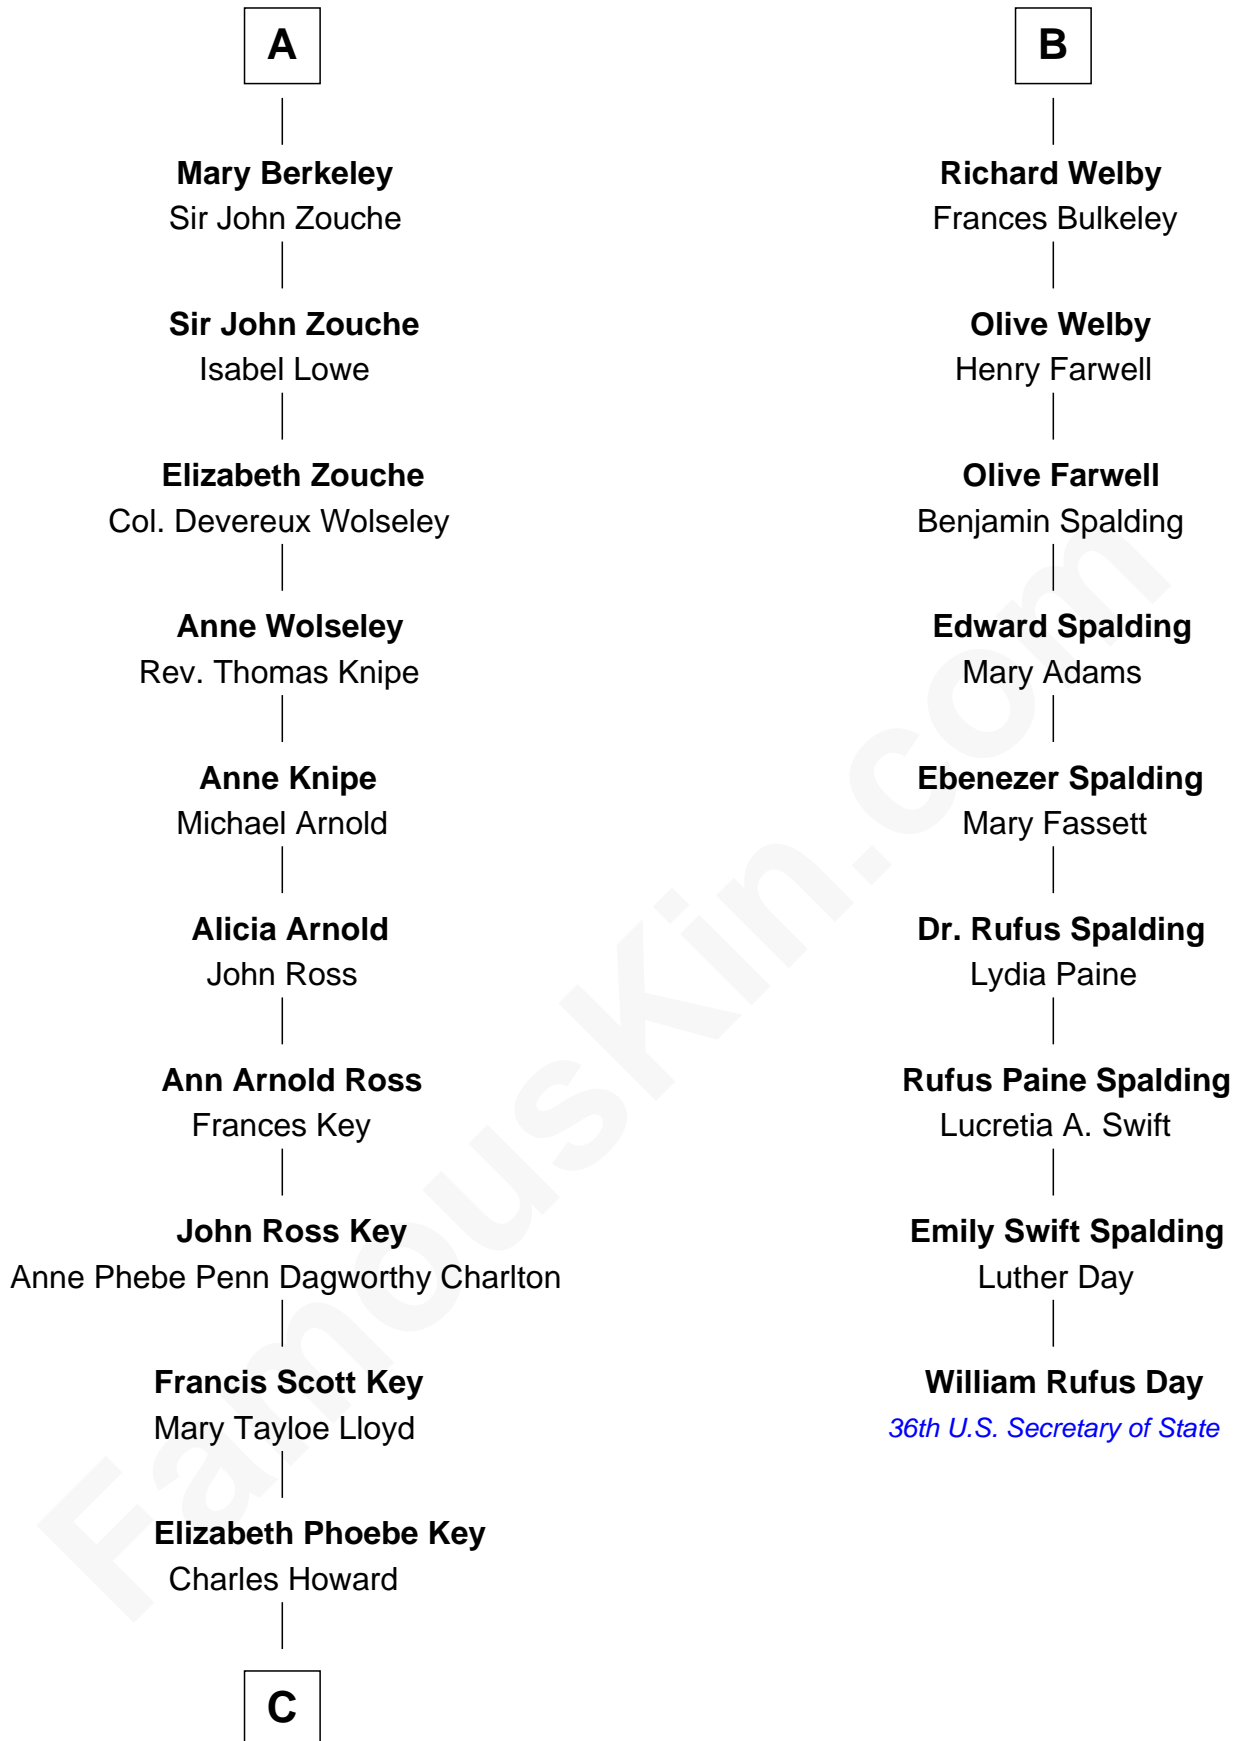 A
Mary Berkeley
Sir John Zouche
Sir John Zouche
Isabel Lowe
Elizabeth Zouche
Col. Devereux Wolseley
Anne Wolseley
Rev. Thomas Knipe
Anne Knipe
Michael Arnold
Alicia Arnold
John Ross
Ann Arnold Ross
Frances Key
John Ross Key
Anne Phebe Penn Dagworthy Charlton
Francis Scott Key
Mary Tayloe Lloyd
Elizabeth Phoebe Key
Charles Howard
C
B
Richard Welby
Frances Bulkeley
Olive Welby
Henry Farwell
Olive Farwell
Benjamin Spalding
Edward Spalding
Mary Adams
Ebenezer Spalding
Mary Fassett
Dr. Rufus Spalding
Lydia Paine
Rufus Paine Spalding
Lucretia A. Swift
Emily Swift Spalding
Luther Day
William Rufus Day
36th U.S. Secretary of State
FamousKin.com